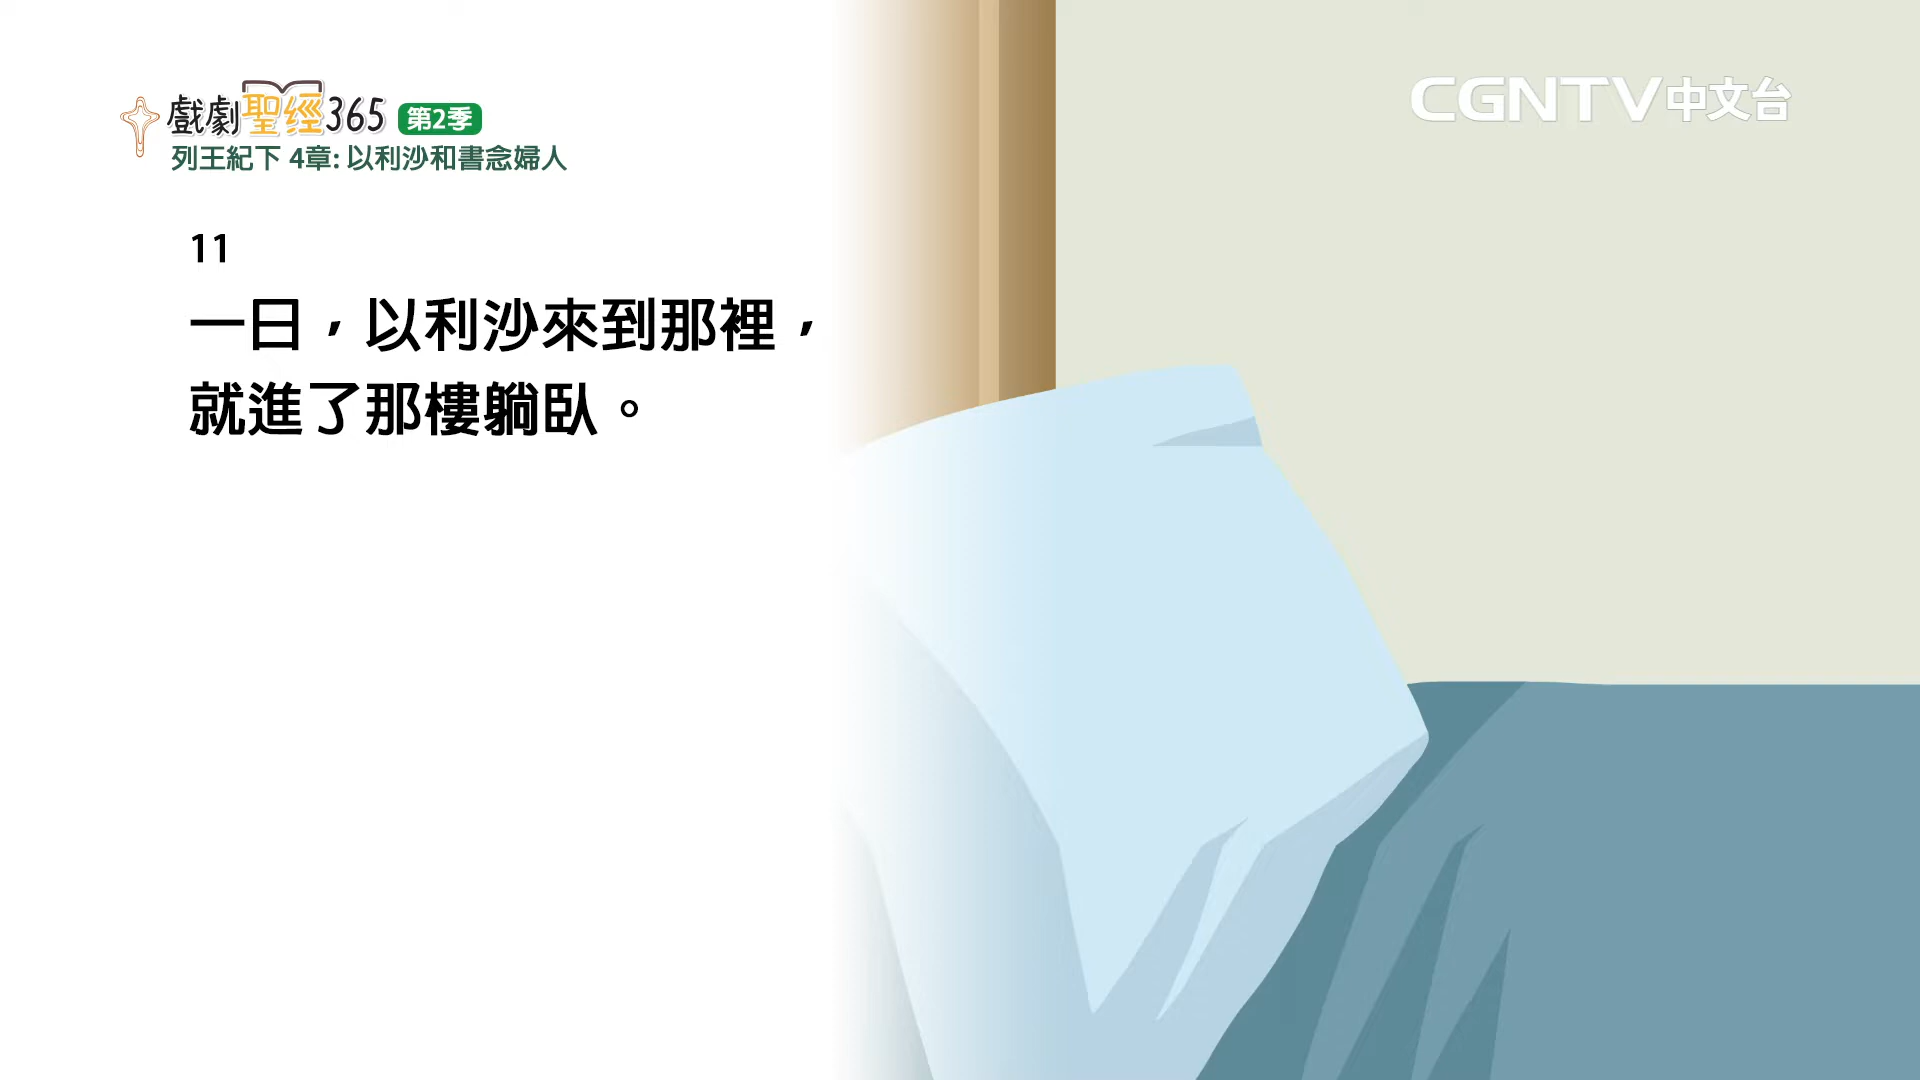 戲劇聖經365 第2季
列王紀下 4章: 以利沙和書念婦人
CGNTV中文台
11
一日，以利沙來到那裡，
就進了那樓躺臥。